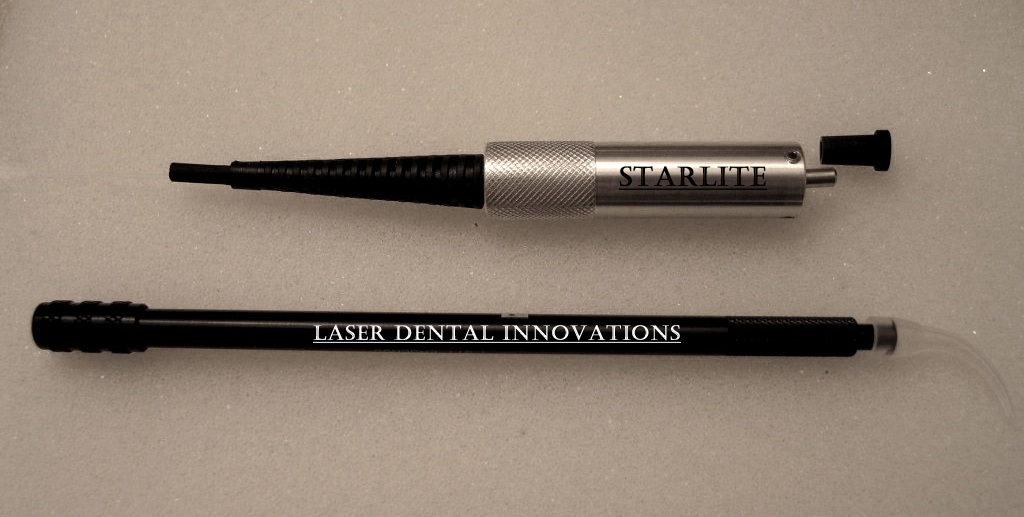 STARLITE
LASER DENTAL INNOVATIONS